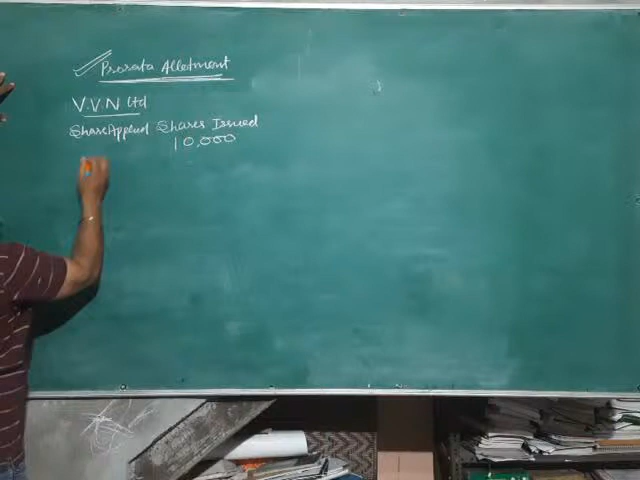 Prorata Allotment
V.V.N Ltd
Share Applied Shares Issued
10,000